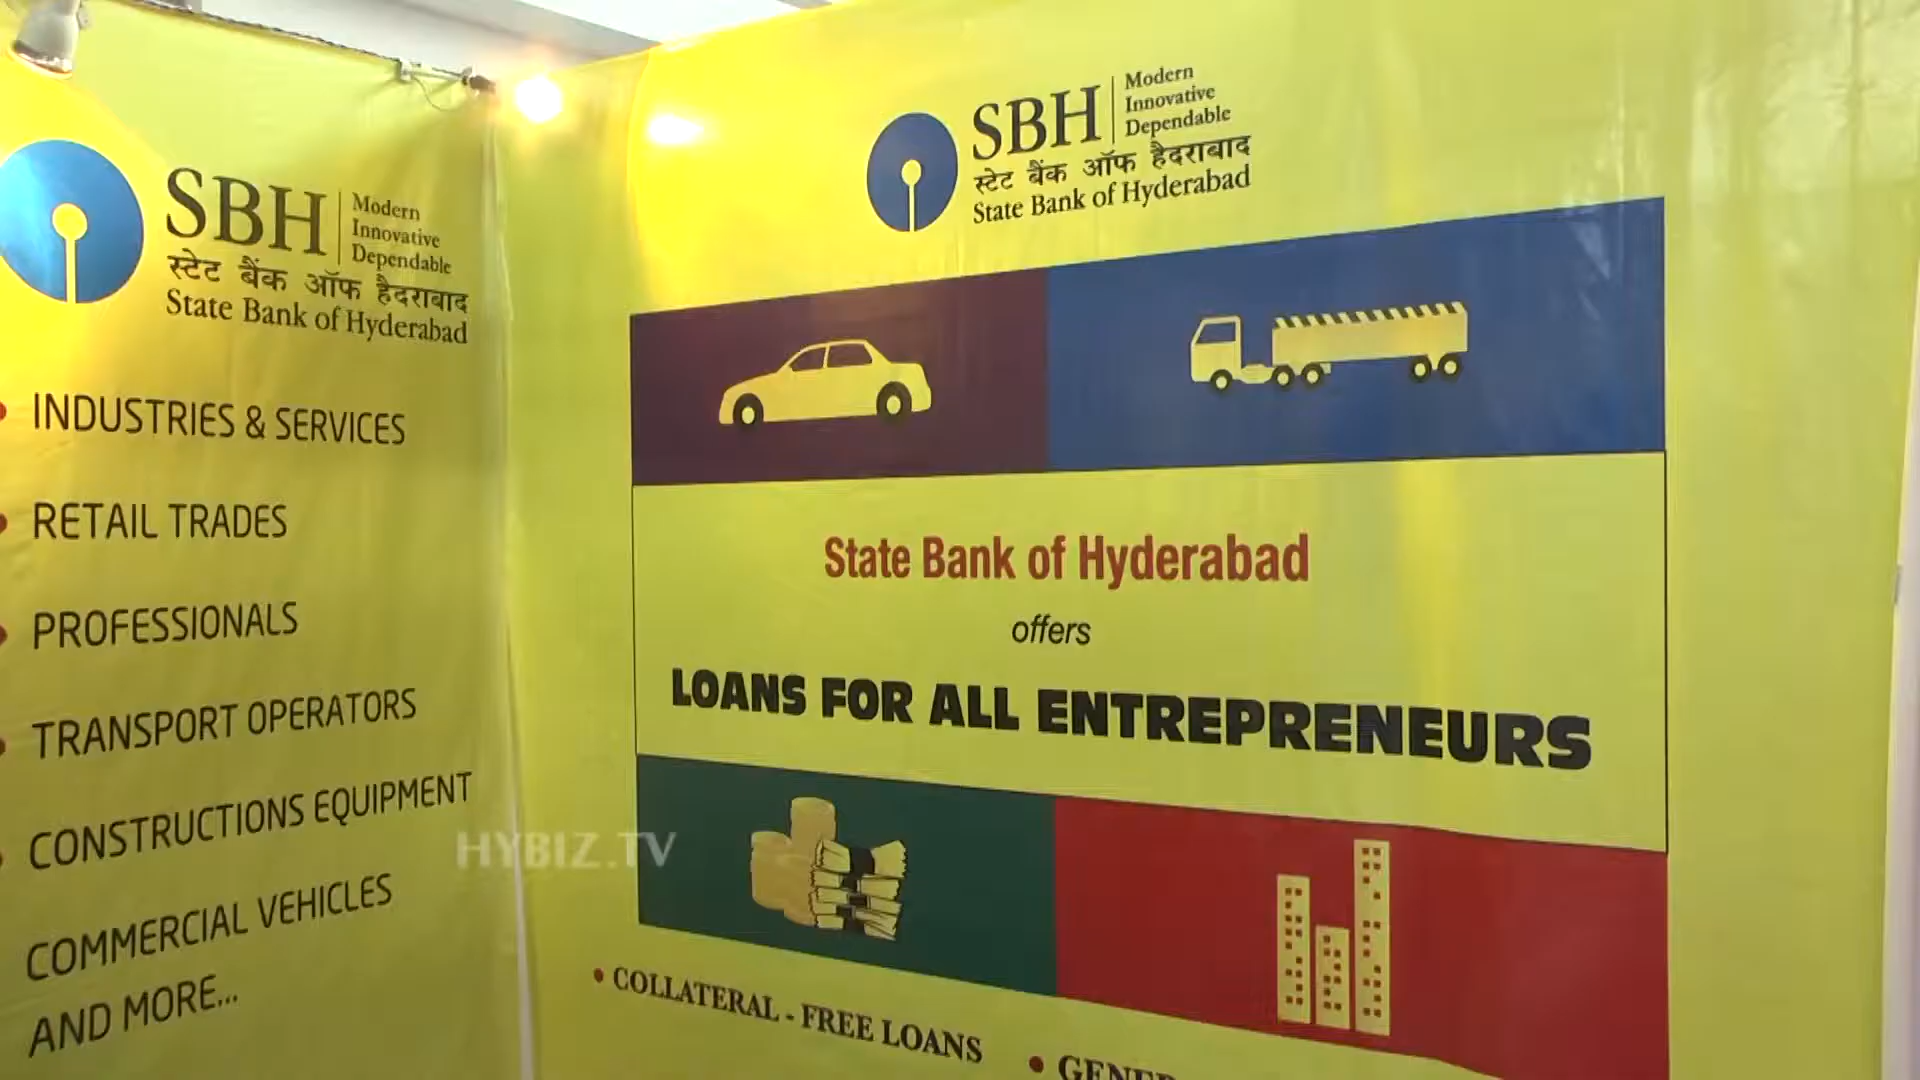 SBH
Modern
Innovative
Dependable
स्टेट बैंक ऑफ हैदराबाद
State Bank of Hyderabad
INDUSTRIES & SERVICES
RETAIL TRADES
PROFESSIONALS
TRANSPORT OPERATORS
CONSTRUCTIONS EQUIPMENT
COMMERCIAL VEHICLES
AND MORE...
SBH
Modern
Innovative
Dependable
स्टेट बैंक ऑफ हैदराबाद
State Bank of Hyderabad
State Bank of Hyderabad
offers
LOANS FOR ALL ENTREPRENEURS
• COLLATERAL - FREE LOANS
HYBIZ.TV